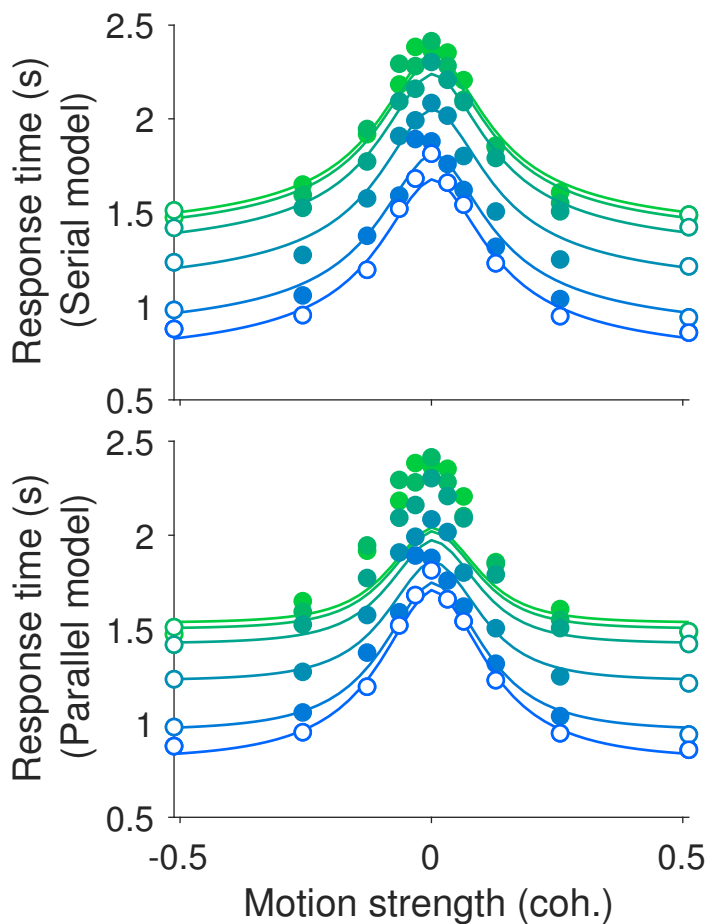 Response time (s)
(Serial model)
2.5
2
1.5
1
0.5
Response time (s)
(Parallel model)
2.5
2
1.5
1
0.5
-0.5 0 0.5
Motion strength (coh.)